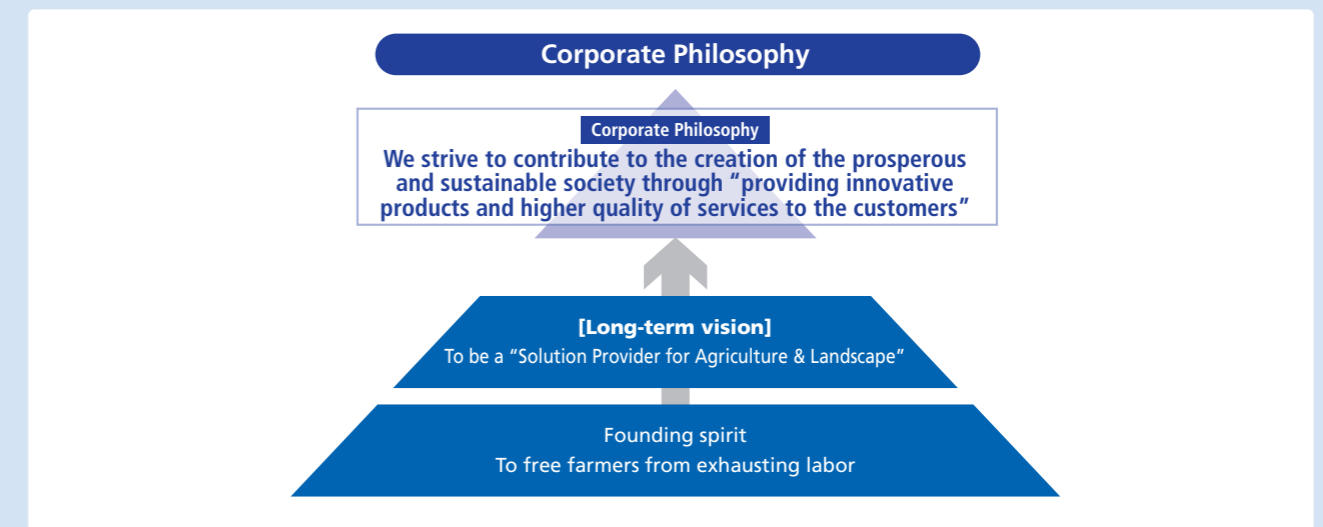 Corporate Philosophy
Corporate Philosophy
We strive to contribute to the creation of the prosperous
and sustainable society through “providing innovative
products and higher quality of services to the customers”
[Long-term vision]
To be a “Solution Provider for Agriculture & Landscape”
Founding spirit
To free farmers from exhausting labor